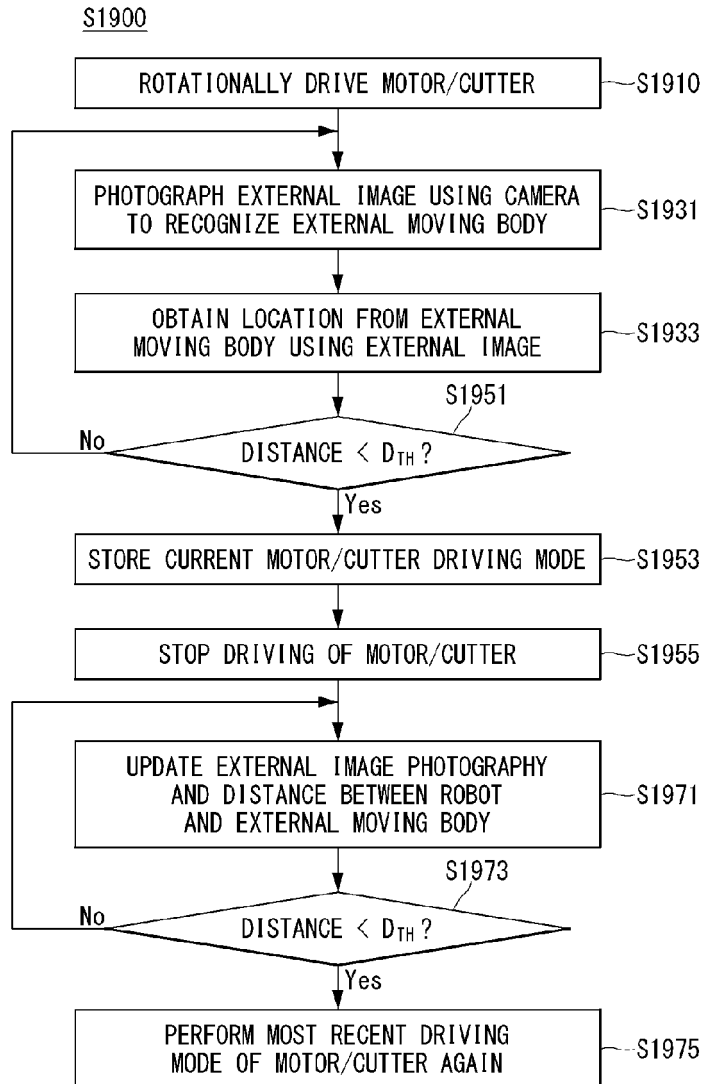 S1900
ROTATIONALLY DRIVE MOTOR/CUTTER
S1910
PHOTOGRAPH EXTERNAL IMAGE USING CAMERA
TO RECOGNIZE EXTERNAL MOVING BODY
S1931
OBTAIN LOCATION FROM EXTERNAL
MOVING BODY USING EXTERNAL IMAGE
S1933
S1951
No
DISTANCE < DTH?
Yes
STORE CURRENT MOTOR/CUTTER DRIVING MODE
S1953
STOP DRIVING OF MOTOR/CUTTER
S1955
UPDATE EXTERNAL IMAGE PHOTOGRAPHY
AND DISTANCE BETWEEN ROBOT
AND EXTERNAL MOVING BODY
S1971
S1973
No
DISTANCE < DTH?
Yes
PERFORM MOST RECENT DRIVING
MODE OF MOTOR/CUTTER AGAIN
S1975